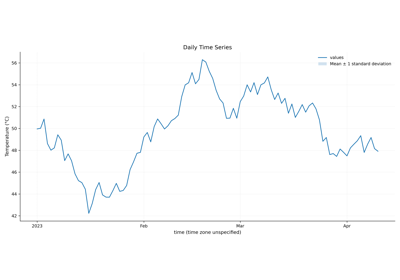 Daily Time Series
values
Mean ± 1 standard deviation
Temperature (°C)
56
54
52
50
48
46
44
42
2023
Feb
Mar
Apr
time (time zone unspecified)